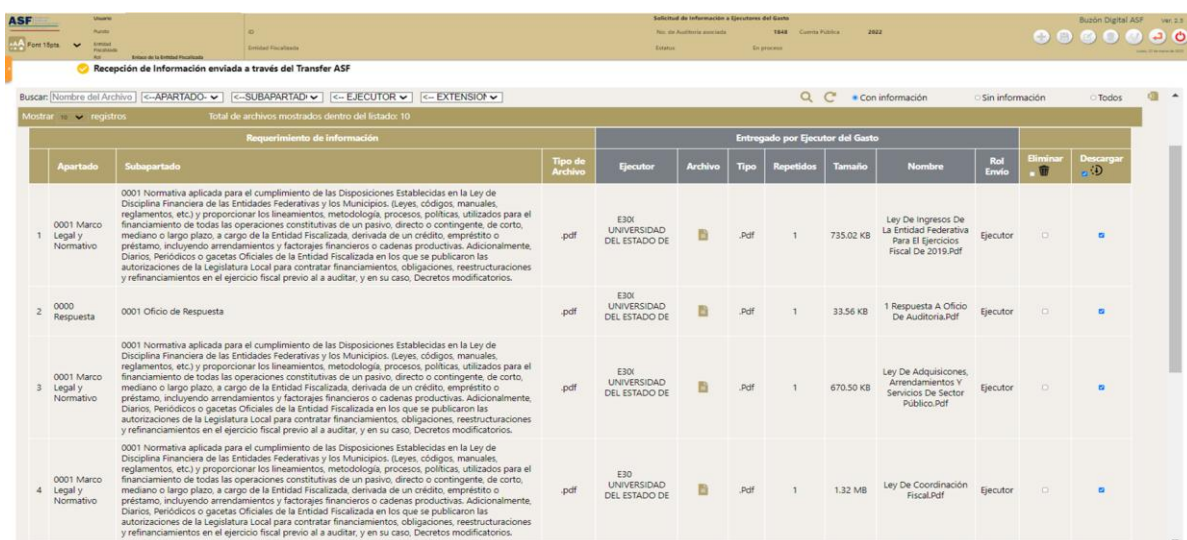 ASF
Usuario
Puesto
Entidad Fiscalizada
Rol Enlace de la Entidad Fiscalizada
Font 15pts.
ID
Entidad Fiscalizada
Solicitud de Información a Ejecutores del Gasto
No. de Auditoría asociada 1949 Cuenta Pública 2022
Estatus En proceso
Buzón Digital ASF Ver. 2.3
Recepción de Información enviada a través del Transfer ASF
Buscar: Nombre del Archivo <--APARTADO- <--SUBAPARTAD <-- EJECUTOR <-- EXTENSION Con información Sin información Todos
Mostrar 10 registros Total de archivos mostrados dentro del listado: 10
Requerimiento de información Entregado por Ejecutor del Gasto
Apartado Subapartado Tipo de Archivo Ejecutor Archivo Tipo Repetidos Tamaño Nombre Rol Envío Eliminar Descargar
1
0001 Marco Legal y Normativo
0001 Normativa aplicada para el cumplimiento de las Disposiciones Establecidas en la Ley de
Disciplina Financiera de las Entidades Federativas y los Municipios. (Leyes, códigos, manuales,
reglamentos, etc.) y proporcionar los lineamientos, metodología, procesos, políticas, utilizados para el
financiamiento de todas las operaciones constitutivas de un pasivo, directo o contingente, de corto,
mediano o largo plazo, a cargo de la Entidad Fiscalizada, derivada de un crédito, empréstito o
préstamo, incluyendo arrendamientos y factorajes financieros o cadenas productivas. Adicionalmente,
Diarios, Periódicos o gacetas Oficiales de la Entidad Fiscalizada en los que se publicaron las
autorizaciones de la Legislatura Local para contratar financiamientos, obligaciones, reestructuraciones
y refinanciamientos en el ejercicio fiscal previo al a auditar, y en su caso, Decretos modificatorios.
.pdf
E30(
UNIVERSIDAD
DEL ESTADO DE
.Pdf 1 735.02 KB
Ley De Ingresos De
La Entidad Federativa
Para El Ejercicios
Fiscal De 2019.Pdf
Ejecutor
2
0000
Respuesta
0001 Oficio de Respuesta
.pdf
E30(
UNIVERSIDAD
DEL ESTADO DE
.Pdf 1 33.56 KB
1 Respuesta A Oficio
De Auditoria.Pdf
Ejecutor
3
0001 Marco
Legal y
Normativo
0001 Normativa aplicada para el cumplimiento de las Disposiciones Establecidas en la Ley de
Disciplina Financiera de las Entidades Federativas y los Municipios. (Leyes, códigos, manuales,
reglamentos, etc.) y proporcionar los lineamientos, metodología, procesos, políticas, utilizados para el
financiamiento de todas las operaciones constitutivas de un pasivo, directo o contingente, de corto,
mediano o largo plazo, a cargo de la Entidad Fiscalizada, derivada de un crédito, empréstito o
préstamo, incluyendo arrendamientos y factorajes financieros o cadenas productivas. Adicionalmente,
Diarios, Periódicos o gacetas Oficiales de la Entidad Fiscalizada en los que se publicaron las
autorizaciones de la Legislatura Local para contratar financiamientos, obligaciones, reestructuraciones
y refinanciamientos en el ejercicio fiscal previo al a auditar, y en su caso, Decretos modificatorios.
.pdf
E30(
UNIVERSIDAD
DEL ESTADO DE
.Pdf 1 670.50 KB
Ley De Adquisiciones,
Arrendamientos Y
Servicios De Sector
Público.Pdf
Ejecutor
4
0001 Marco
Legal y
Normativo
0001 Normativa aplicada para el cumplimiento de las Disposiciones Establecidas en la Ley de
Disciplina Financiera de las Entidades Federativas y los Municipios. (Leyes, códigos, manuales,
reglamentos, etc.) y proporcionar los lineamientos, metodología, procesos, políticas, utilizados para el
financiamiento de todas las operaciones constitutivas de un pasivo, directo o contingente, de corto,
mediano o largo plazo, a cargo de la Entidad Fiscalizada, derivada de un crédito, empréstito o
préstamo, incluyendo arrendamientos y factorajes financieros o cadenas productivas. Adicionalmente,
Diarios, Periódicos o gacetas Oficiales de la Entidad Fiscalizada en los que se publicaron las
autorizaciones de la Legislatura Local para contratar financiamientos, obligaciones, reestructuraciones
y refinanciamientos en el ejercicio fiscal previo al a auditar, y en su caso, Decretos modificatorios.
.pdf
E30
UNIVERSIDAD
DEL ESTADO DE
.Pdf 1 1.32 MB
Ley De Coordinación
Fiscal.Pdf
Ejecutor